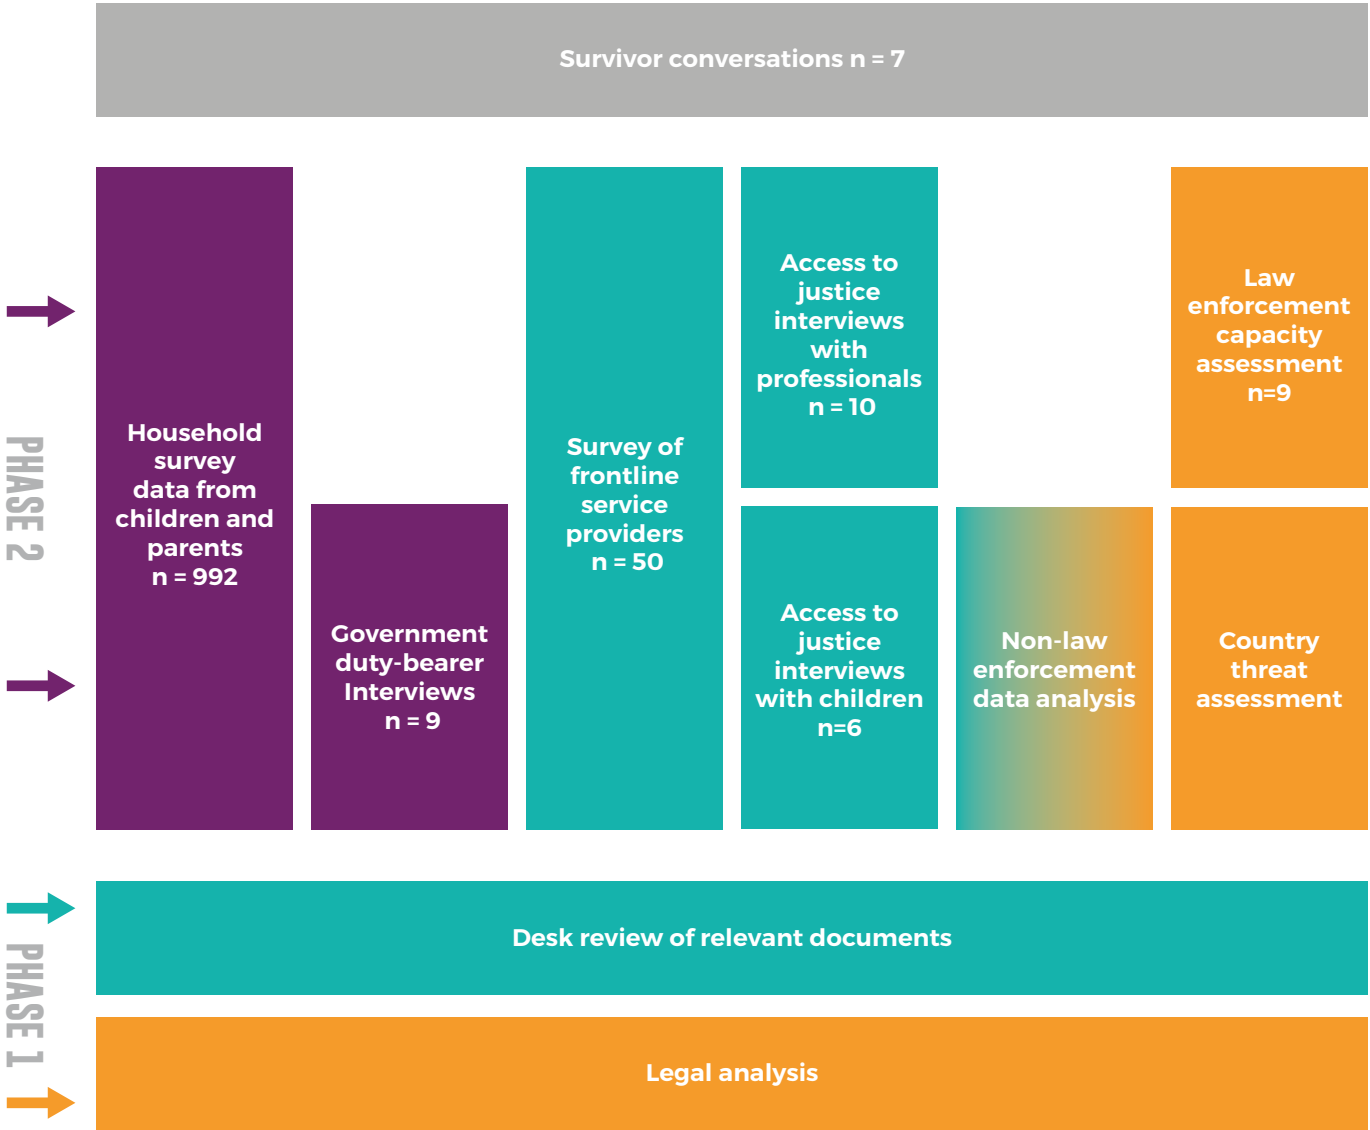 Survivor conversations n = 7
PHASE 2
Household
survey
data from
children and
parents
n = 992
Government
duty-bearer
Interviews
n = 9
Survey of
frontline
service
providers
n = 50
Access to
justice
interviews
with
professionals
n = 10
Access to
justice
interviews
with children
n=6
Non-law
enforcement
data analysis
Law
enforcement
capacity
assessment
n=9
Country
threat
assessment
PHASE 1
Desk review of relevant documents
Legal analysis